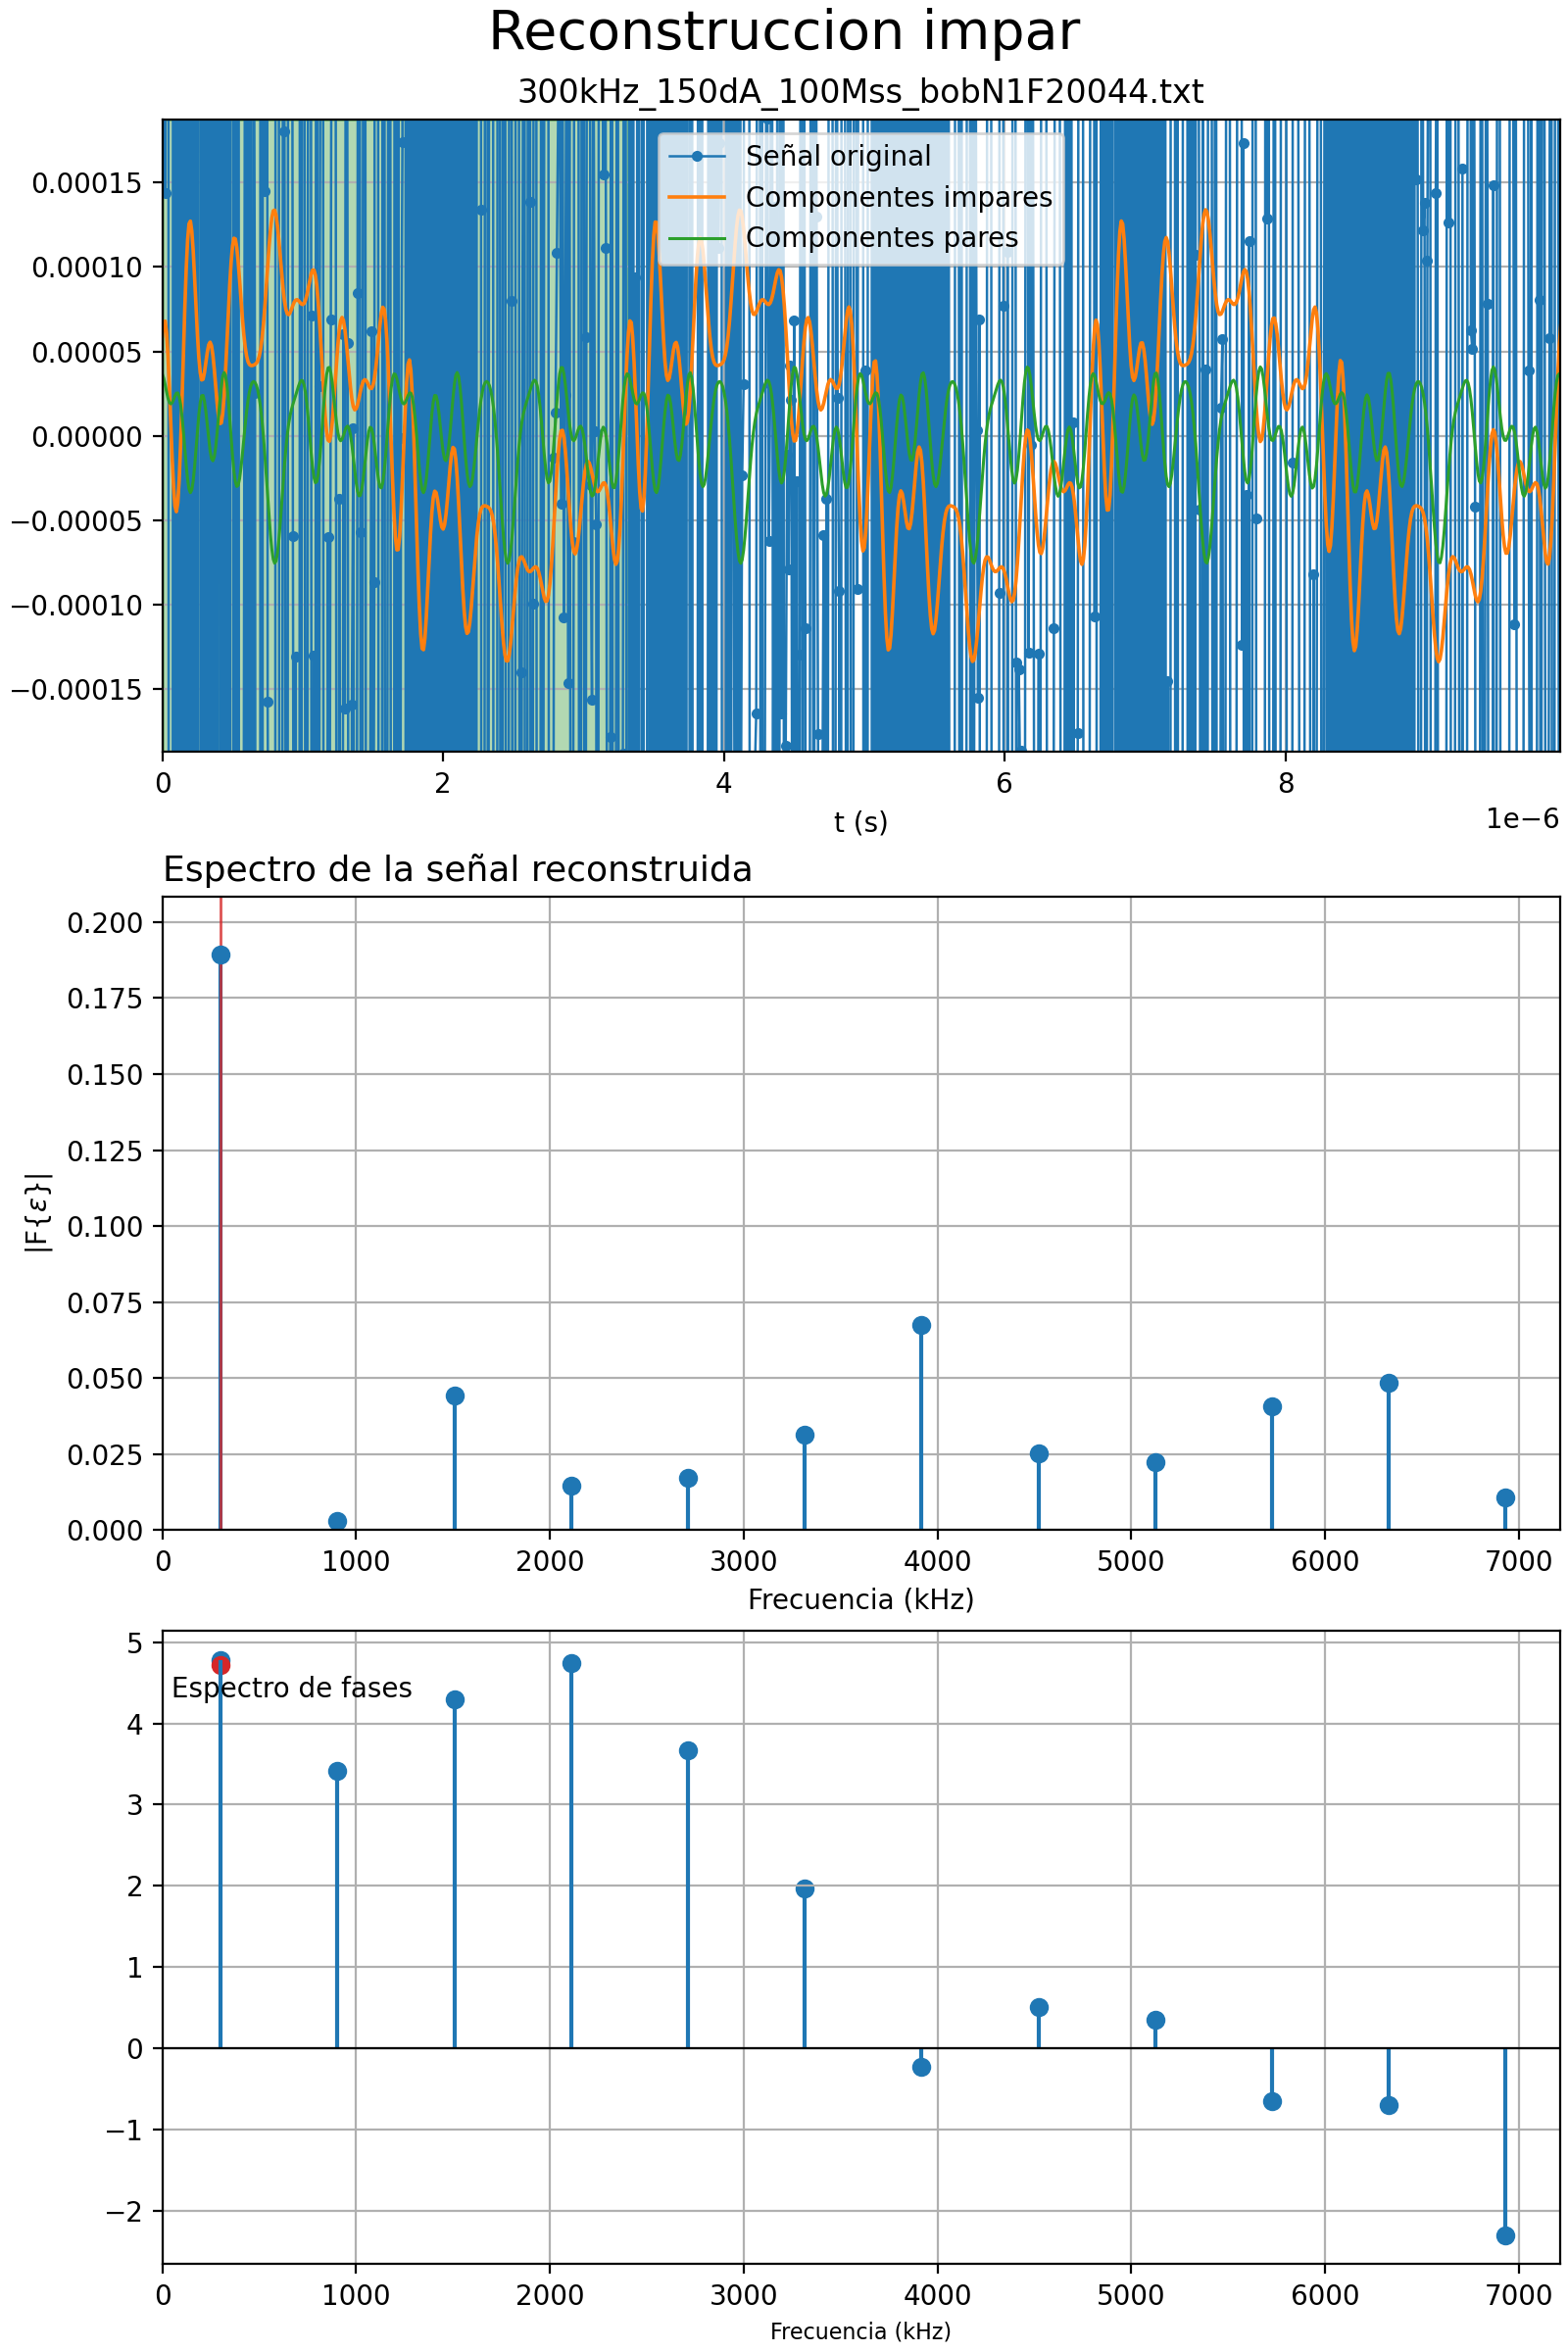 Reconstruccion impar
300kHz_150dA_100Mss_bobN1F20044.txt
Señal original
Componentes impares
Componentes pares
0.00015
0.00010
0.00005
0.00000
−0.00005
−0.00010
−0.00015
0 2 4 6 8
1e−6
t (s)
Espectro de la señal reconstruida
0.200
0.175
0.150
0.125
0.100
0.075
0.050
0.025
0.000
|F{ε}|
0 1000 2000 3000 4000 5000 6000 7000
Frecuencia (kHz)
Espectro de fases
5
4
3
2
1
0
−1
−2
0 1000 2000 3000 4000 5000 6000 7000
Frecuencia (kHz)